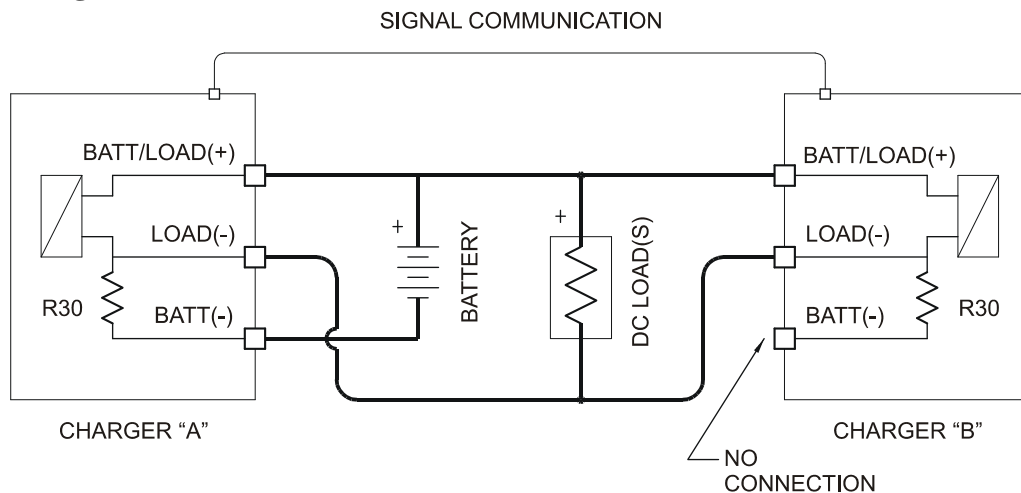 SIGNAL COMMUNICATION
BATT/LOAD(+)
LOAD(-)
R30
BATT(-)
CHARGER “A”
+
BATTERY
+
DC LOAD(S)
BATT/LOAD(+)
LOAD(-)
R30
BATT(-)
CHARGER “B”
NO
CONNECTION